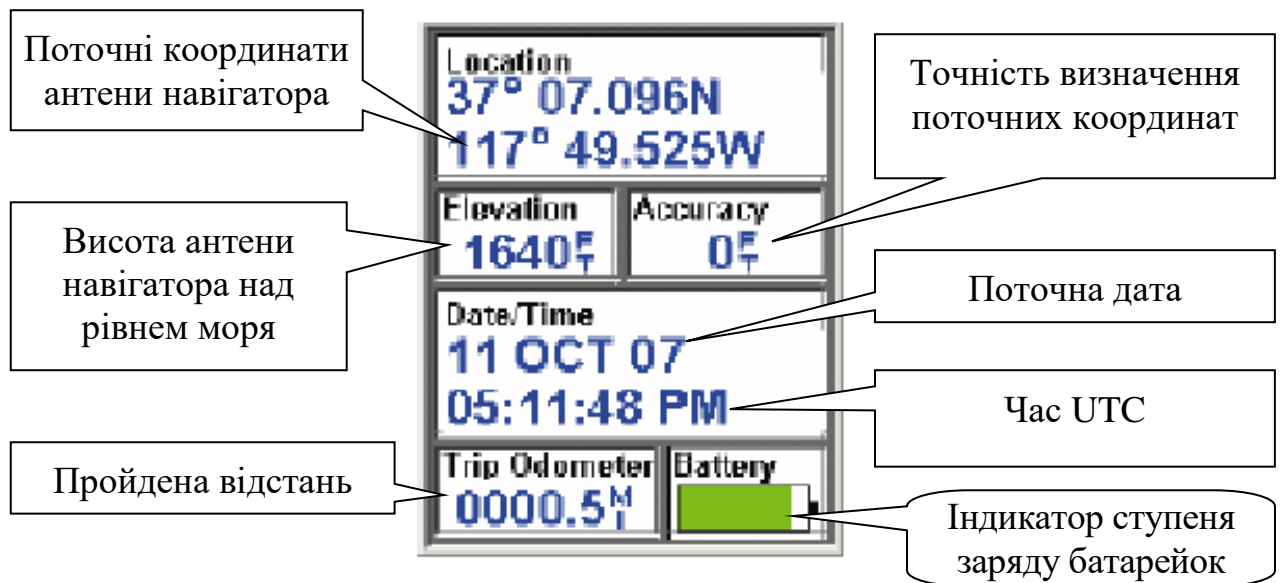 Поточні координати
антени навігатора
Висота антени
навігатора над
рівнем моря
Пройдена відстань
Location
37° 07.096N
117° 49.525W
Elevation
1640FT
Accuracy
0FT
Date/Time
11 OCT 07
05:11:48 PM
Trip Odometer
0000.5MI
Battery
Точність визначення
поточних координат
Поточна дата
Час UTC
Індикатор ступеня
заряду батарейок